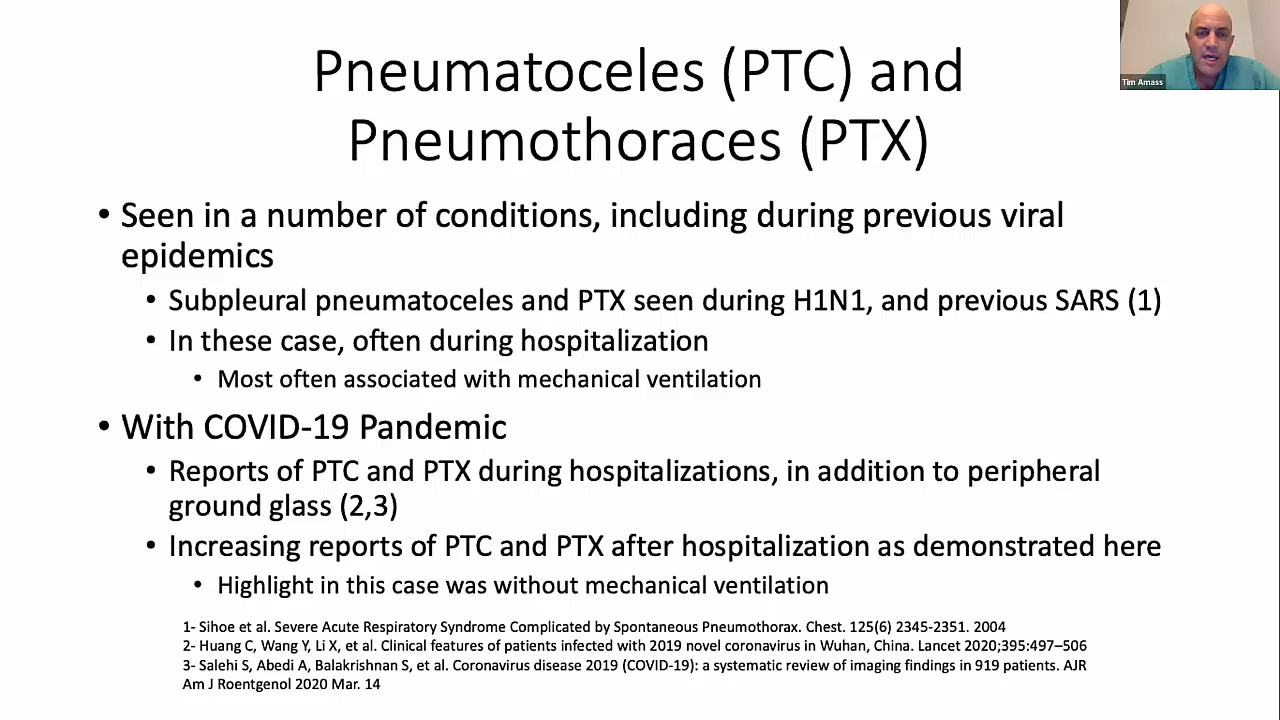 Pneumatoceles (PTC) and
Pneumothoraces (PTX)
Tim Amass
• Seen in a number of conditions, including during previous viral
epidemics
• Subpleural pneumatoceles and PTX seen during H1N1, and previous SARS (1)
• In these case, often during hospitalization
• Most often associated with mechanical ventilation
• With COVID-19 Pandemic
• Reports of PTC and PTX during hospitalizations, in addition to peripheral
ground glass (2,3)
• Increasing reports of PTC and PTX after hospitalization as demonstrated here
• Highlight in this case was without mechanical ventilation
1- Sihoe et al. Severe Acute Respiratory Syndrome Complicated by Spontaneous Pneumothorax. Chest. 125(6) 2345-2351. 2004
2- Huang C, Wang Y, Li X, et al. Clinical features of patients infected with 2019 novel coronavirus in Wuhan, China. Lancet 2020;395:497–506
3- Salehi S, Abedi A, Balakrishnan S, et al. Coronavirus disease 2019 (COVID-19): a systematic review of imaging findings in 919 patients. AJR
Am J Roentgenol 2020 Mar. 14